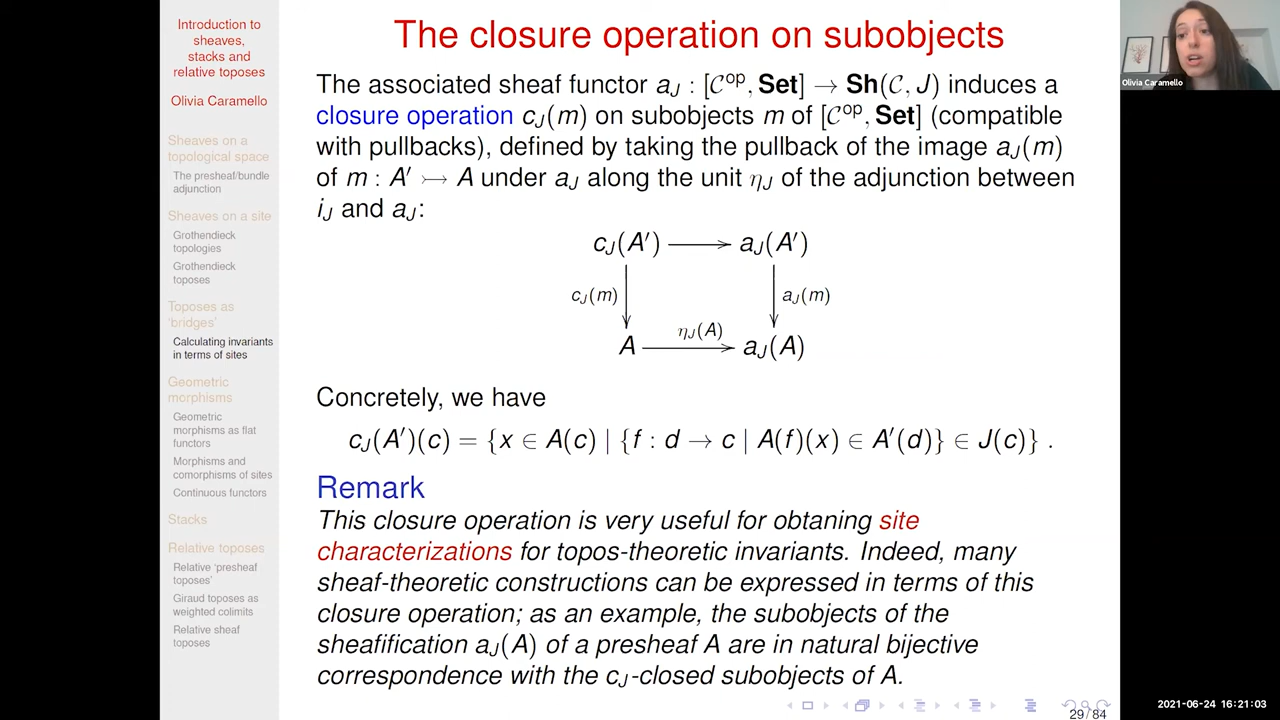 Introduction to
sheaves,
stacks and
relative toposes
Olivia Caramello
Sheaves on a
topological space
The presheaf/bundle
adjunction
Sheaves on a site
Grothendieck
topologies
Grothendieck
toposes
Toposes as
'bridges'
Calculating invariants
in terms of sites
Geometric
morphisms
Geometric
morphisms as flat
functors
Morphisms and
comorphisms of sites
Continuous functors
Stacks
Relative toposes
Relative 'presheaf
toposes'
Giraud toposes as
weighted colimits
Relative sheaf
toposes
The closure operation on subobjects
The associated sheaf functor a_J : [𝒞^op, Set] → Sh(𝒞, J) induces a
closure operation c_J(m) on subobjects m of [𝒞^op, Set] (compatible
with pullbacks), defined by taking the pullback of the image a_J(m)
of m : A′ ↣ A under a_J along the unit η_J of the adjunction between
i_J and a_J:
c_J(A′) ⟶ a_J(A′)
c_J(m) a_J(m)
η_J(A)
A ⟶ a_J(A)
Concretely, we have
c_J(A′)(c) = {x ∈ A(c) | {f : d → c | A(f)(x) ∈ A′(d)} ∈ J(c)} .
Remark
This closure operation is very useful for obtaning site
characterizations for topos-theoretic invariants. Indeed, many
sheaf-theoretic constructions can be expressed in terms of this
closure operation; as an example, the subobjects of the
sheafification a_J(A) of a presheaf A are in natural bijective
correspondence with the c_J-closed subobjects of A.
29 / 84
Olivia Caramello
2021-06-24 16:21:03